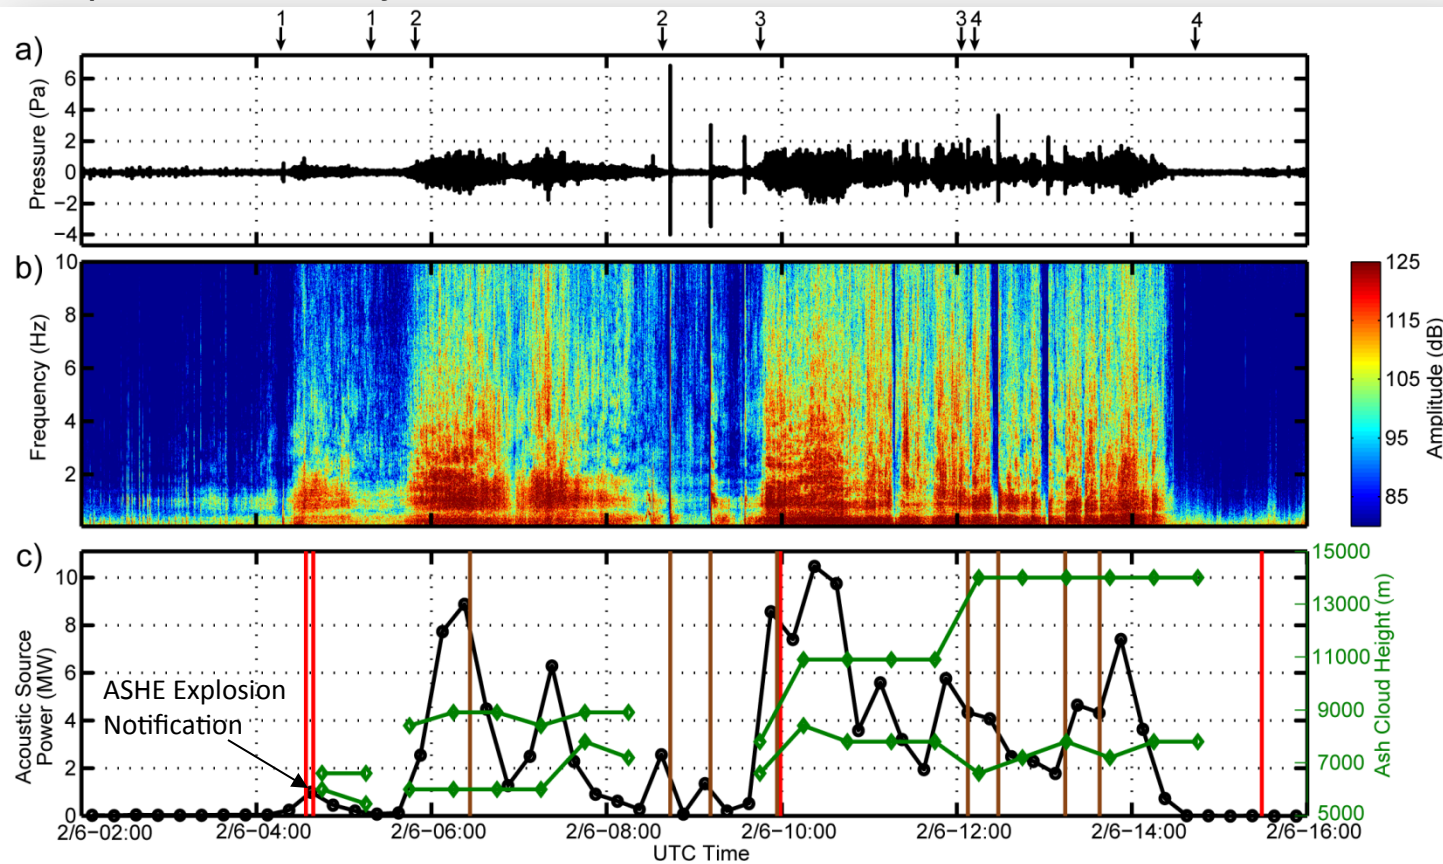 1 1 2 2 3 3 4 4
a)
6
4
2
0
−2
−4
Pressure (Pa)
b)
10
8
6
4
2
Frequency (Hz)
125
115
105
95
85
Amplitude (dB)
c)
10
8
6
4
2
0
Acoustic Source
Power (MW)
ASHE Explosion
Notification
15000
13000
11000
9000
7000
5000
Ash Cloud Height (m)
2/6−02:00 2/6−04:00 2/6−06:00 2/6−08:00 2/6−10:00 2/6−12:00 2/6−14:00 2/6−16:00
UTC Time